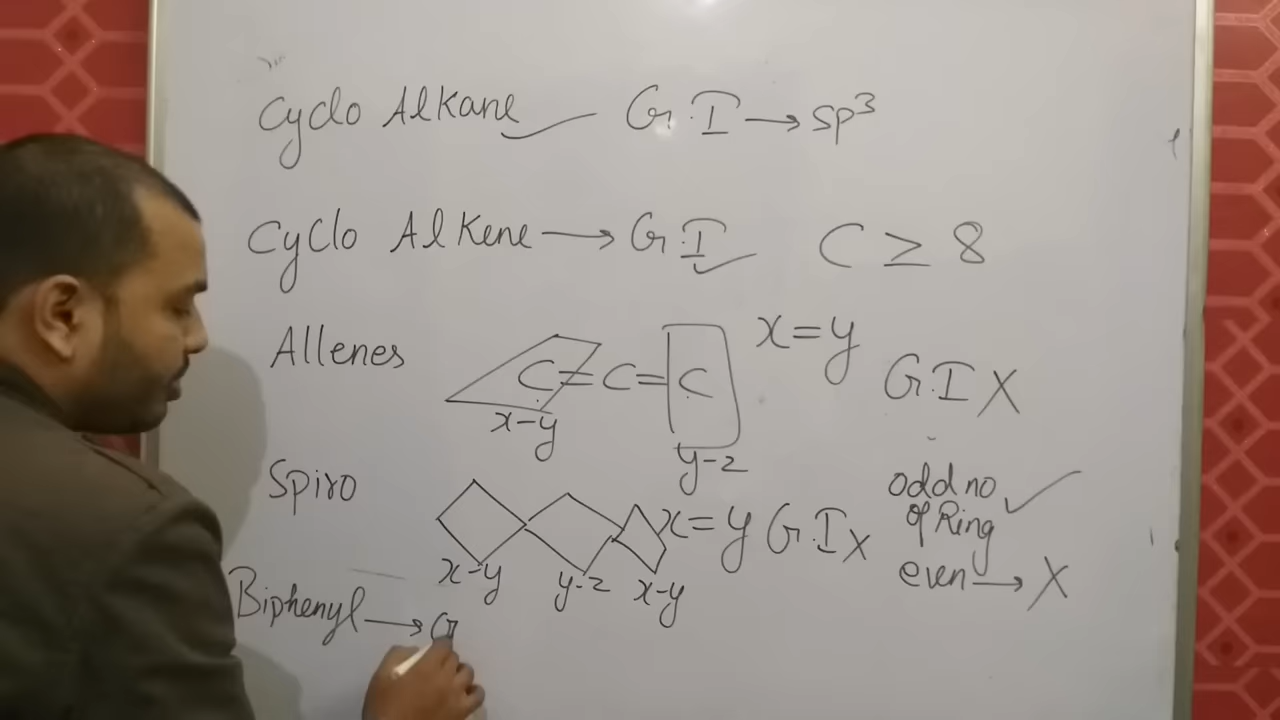 Cyclo Alkane G.I → sp³
Cyclo Alkene → G.I C ≥ 8
Allenes C=C=C x=y G.I X
x-y y-z
Spiro x=y G.I x odd no of Ring ✓
x-y y-z x-y even → X
Biphenyl → G